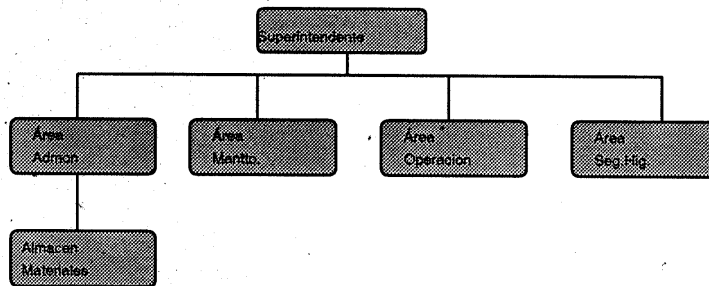 Superintendente
Área
Admon
Área
Mantto.
Área
Operacion
Área
Seg.Hig.
Almacen
Materiales